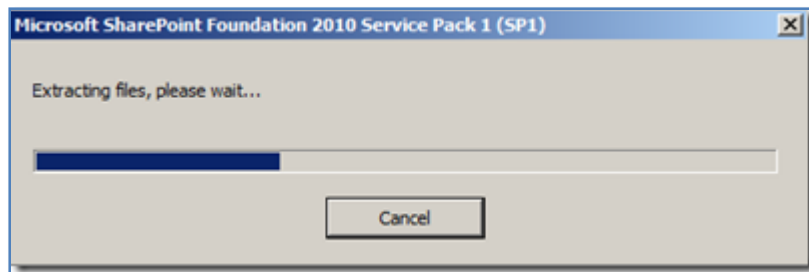 Microsoft SharePoint Foundation 2010 Service Pack 1 (SP1)
Extracting files, please wait...
Cancel